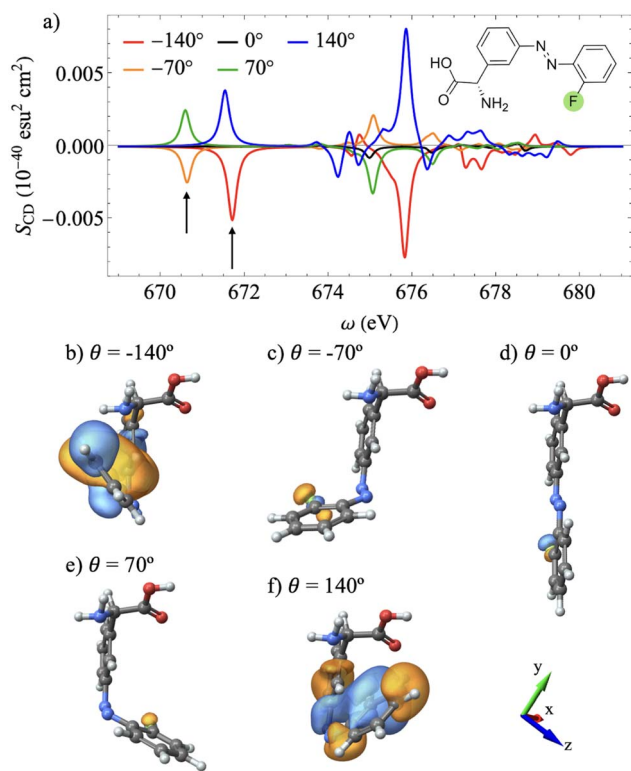 a)
−140° 0° 140°
−70° 70°
0.005
0.000
−0.005
S_CD (10⁻⁴⁰ esu² cm²)
HO
O
NH₂
N
N
F
670 672 674 676 678 680
ω (eV)
b) θ = -140º
c) θ = -70º
d) θ = 0º
e) θ = 70º
f) θ = 140º
y
x
z